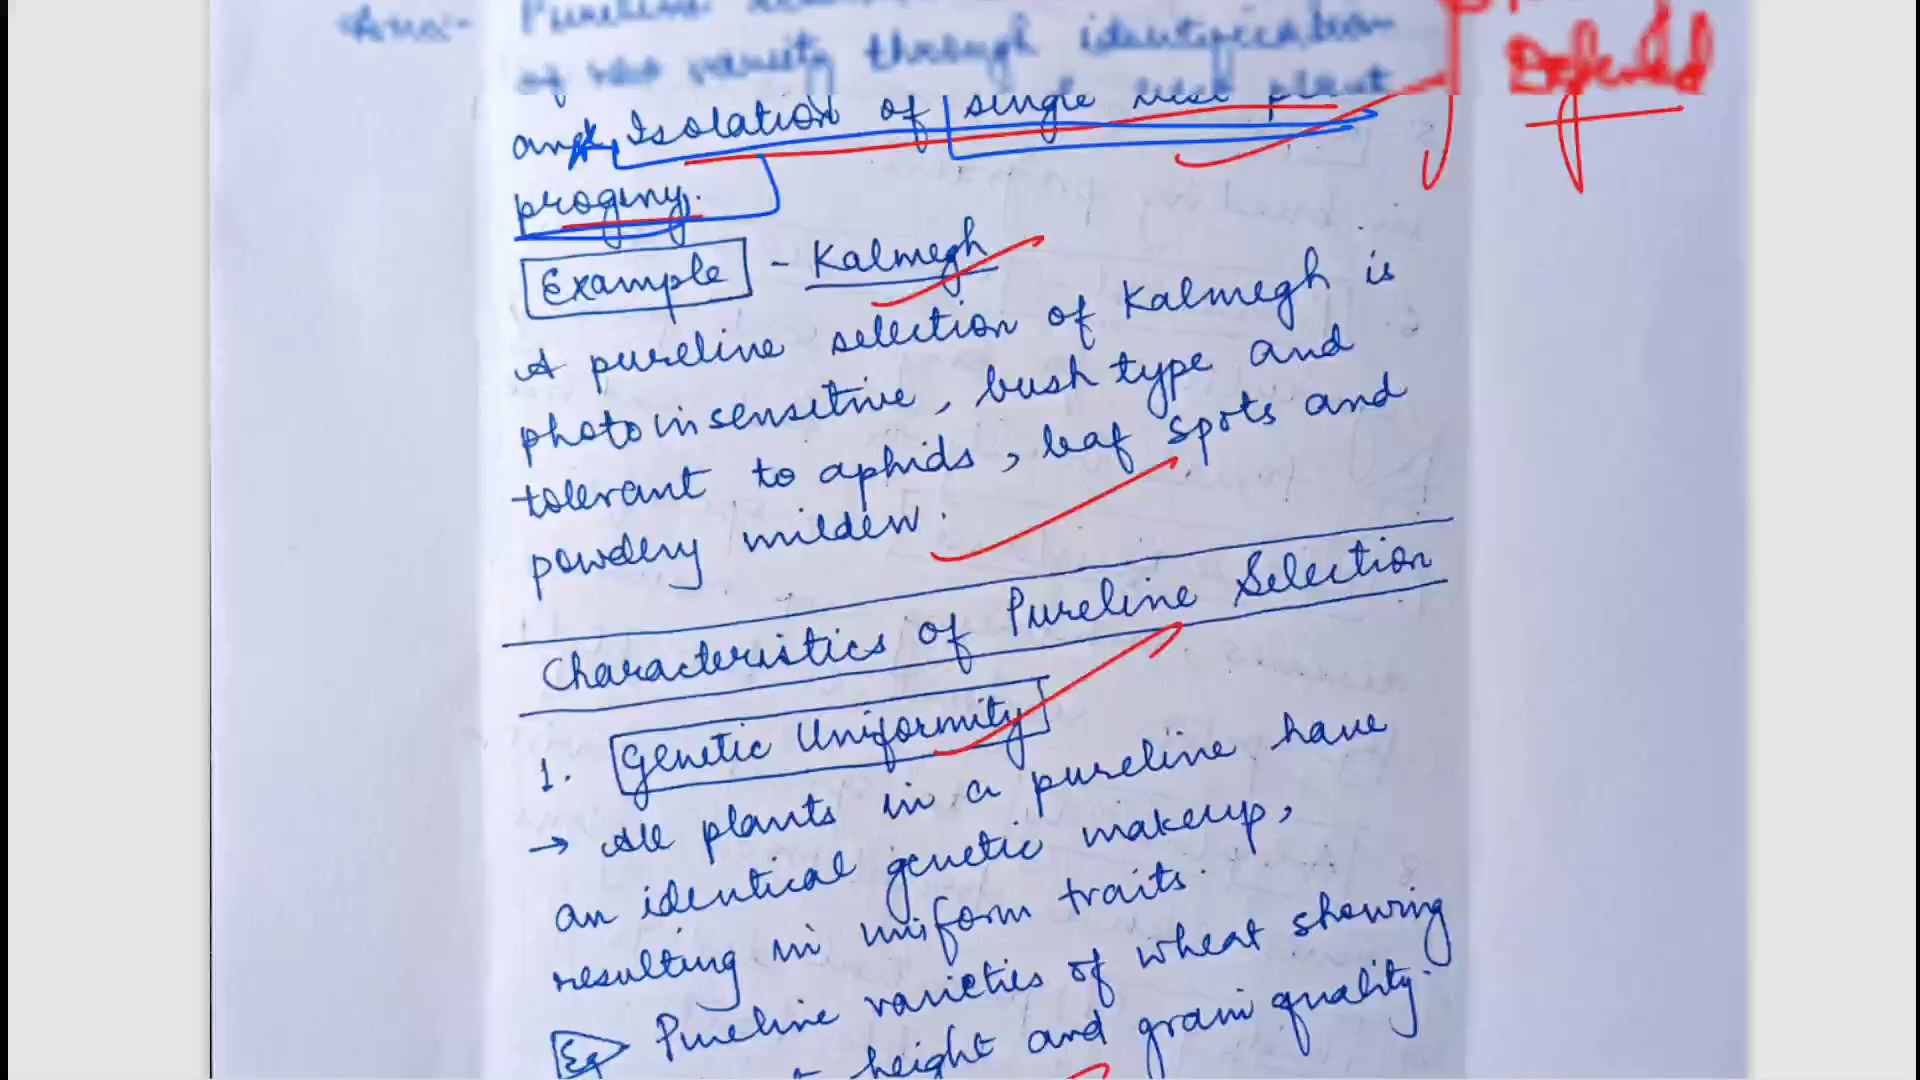 Ans:- Pureline
of new variety through identification
and Isolation of single best plant
progeny.
Example - Kalmegh
A pureline selection of Kalmegh is
photoinsensitive, bush type and
tolerant to aphids, leaf spots and
powdery mildew.
Characteristics of Pureline Selection
1. Genetic Uniformity
→ All plants in a pureline have
an identical genetic makeup,
resulting in uniform traits.
Eg Pureline varieties of wheat showing
height and grain quality.